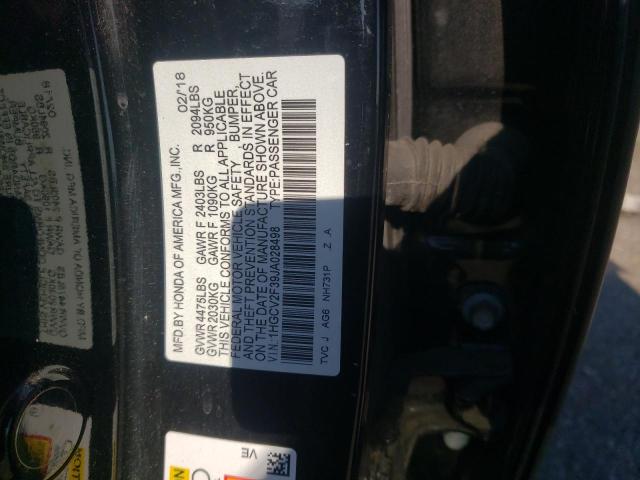 MFD.BY HONDA OF AMERICA MFG.,INC. 02/18
GVWR 4475LBS GAWR F 2403LBS R 2094LBS
GVWR 2030KG GAWR F 1090KG R 950KG
THIS VEHICLE CONFORMS TO ALL APPLICABLE
FEDERAL MOTOR VEHICLE SAFETY, BUMPER,
AND THEFT PREVENTION STANDARDS IN EFFECT
ON THE DATE OF MANUFACTURE SHOWN ABOVE.
VIN:1HGCV2F39JA028498 TYPE:PASSENGER CAR
TVC J AG6 NH731P Z A